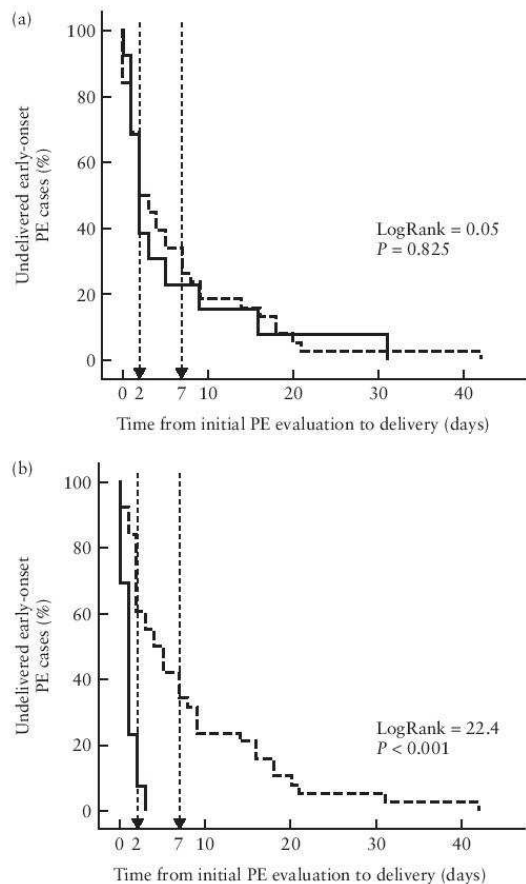 (a)
100
80
60
40
20
0
Undelivered early-onset
PE cases (%)
LogRank = 0.05
P = 0.825
0 2 7 10 20 30 40
Time from initial PE evaluation to delivery (days)
(b)
100
80
60
40
20
0
Undelivered early-onset
PE cases (%)
LogRank = 22.4
P < 0.001
0 2 7 10 20 30 40
Time from initial PE evaluation to delivery (days)